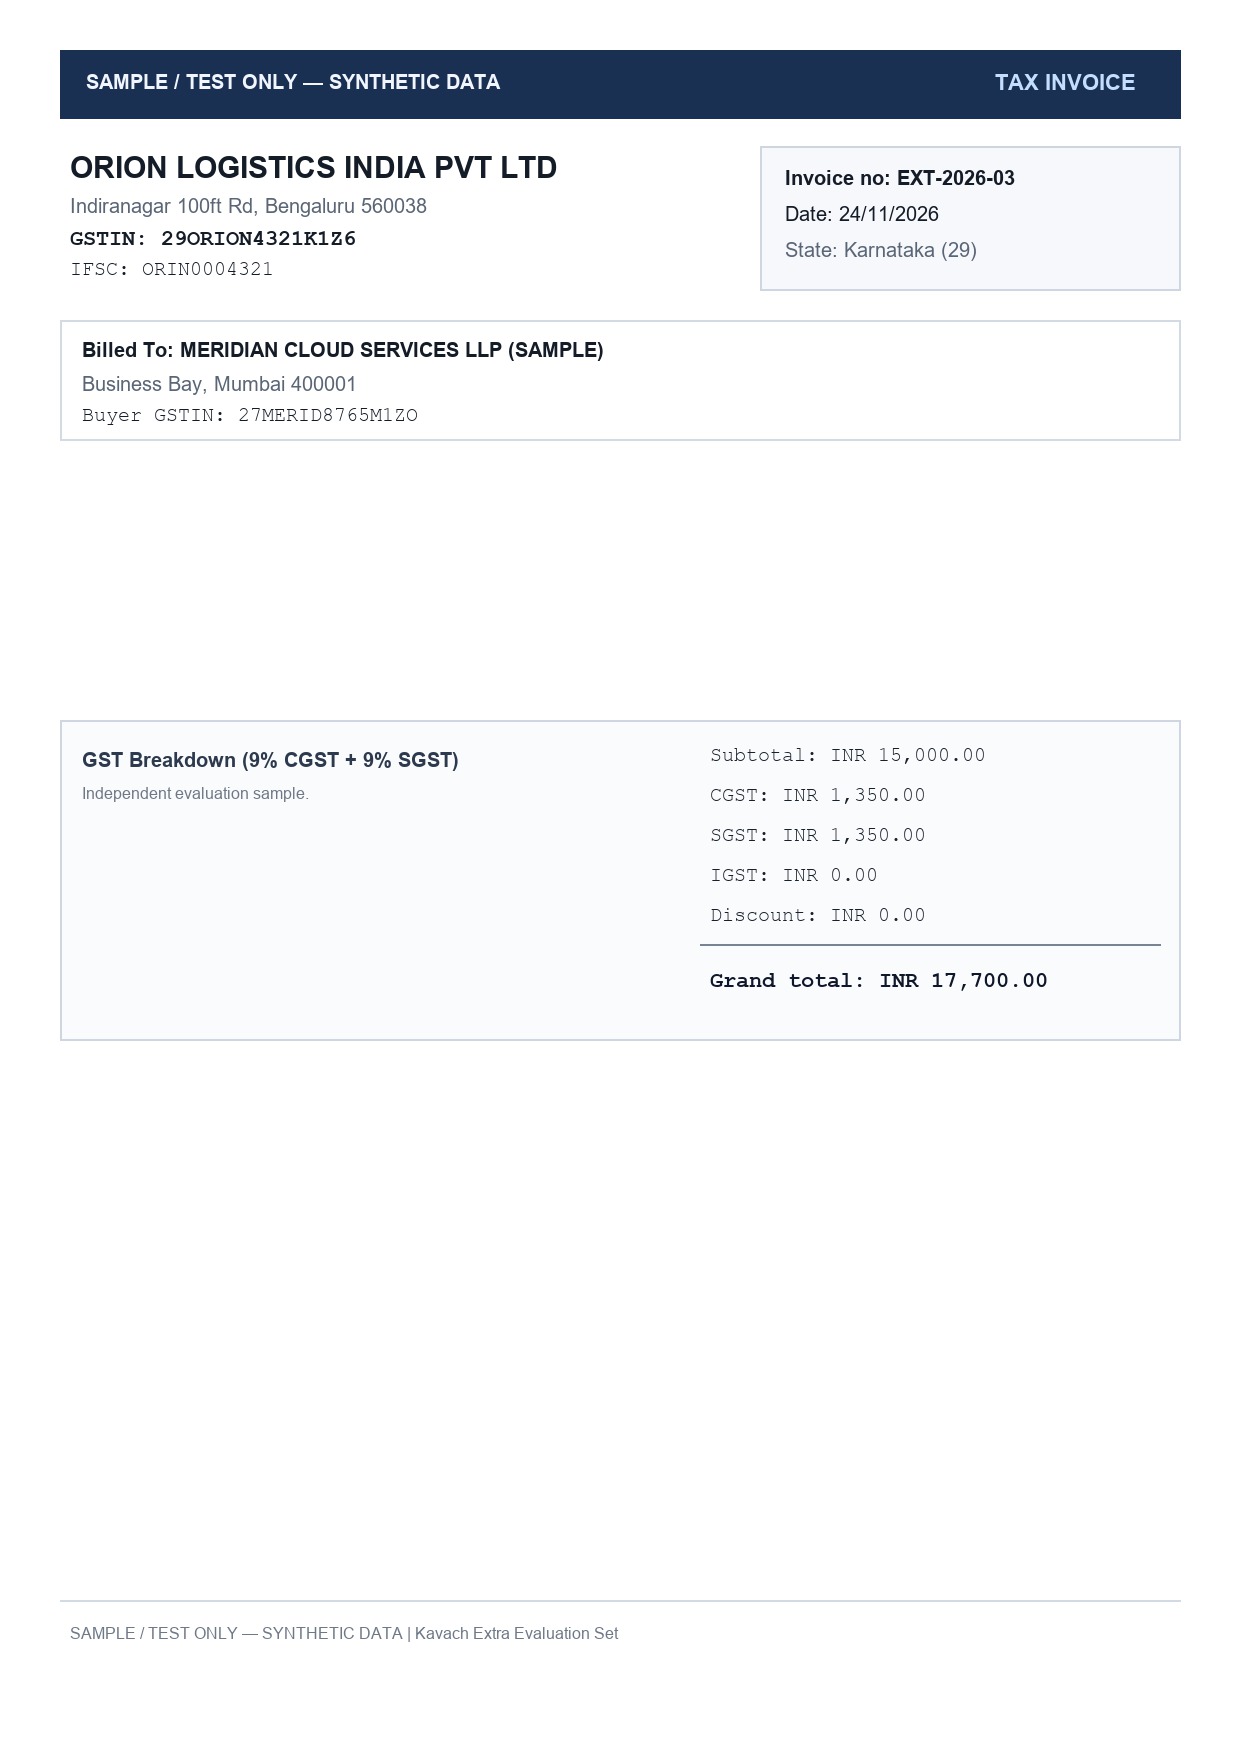 SAMPLE / TEST ONLY — SYNTHETIC DATA
TAX INVOICE
ORION LOGISTICS INDIA PVT LTD
Indiranagar 100ft Rd, Bengaluru 560038
GSTIN: 29ORION4321K1Z6
IFSC: ORIN0004321
Invoice no: EXT-2026-03
Date: 24/11/2026
State: Karnataka (29)
Billed To: MERIDIAN CLOUD SERVICES LLP (SAMPLE)
Business Bay, Mumbai 400001
Buyer GSTIN: 27MERID8765M1ZO
GST Breakdown (9% CGST + 9% SGST)
Independent evaluation sample.
Subtotal: INR 15,000.00
CGST: INR 1,350.00
SGST: INR 1,350.00
IGST: INR 0.00
Discount: INR 0.00
Grand total: INR 17,700.00
SAMPLE / TEST ONLY — SYNTHETIC DATA | Kavach Extra Evaluation Set